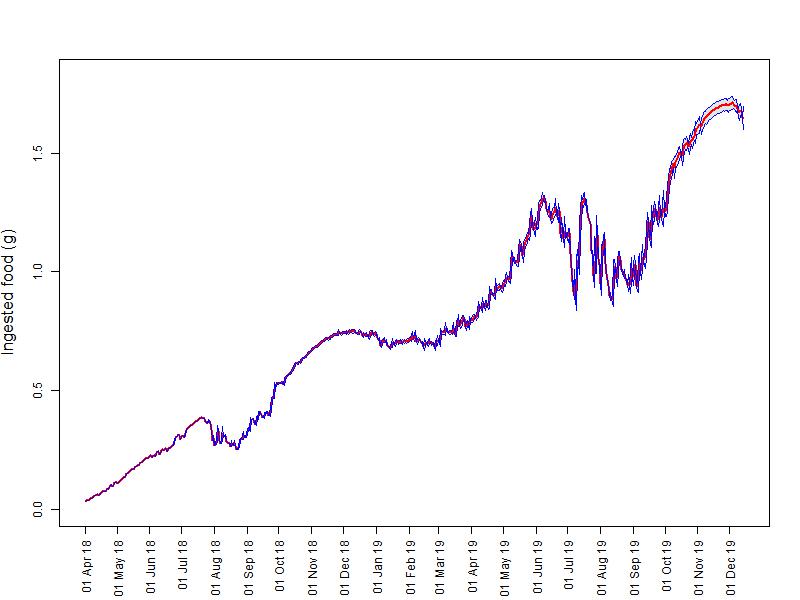 Ingested food (g)
1.5
1.0
0.5
0.0
01 Apr 18
01 May 18
01 Jun 18
01 Jul 18
01 Aug 18
01 Sep 18
01 Oct 18
01 Nov 18
01 Dec 18
01 Jan 19
01 Feb 19
01 Mar 19
01 Apr 19
01 May 19
01 Jun 19
01 Jul 19
01 Aug 19
01 Sep 19
01 Oct 19
01 Nov 19
01 Dec 19